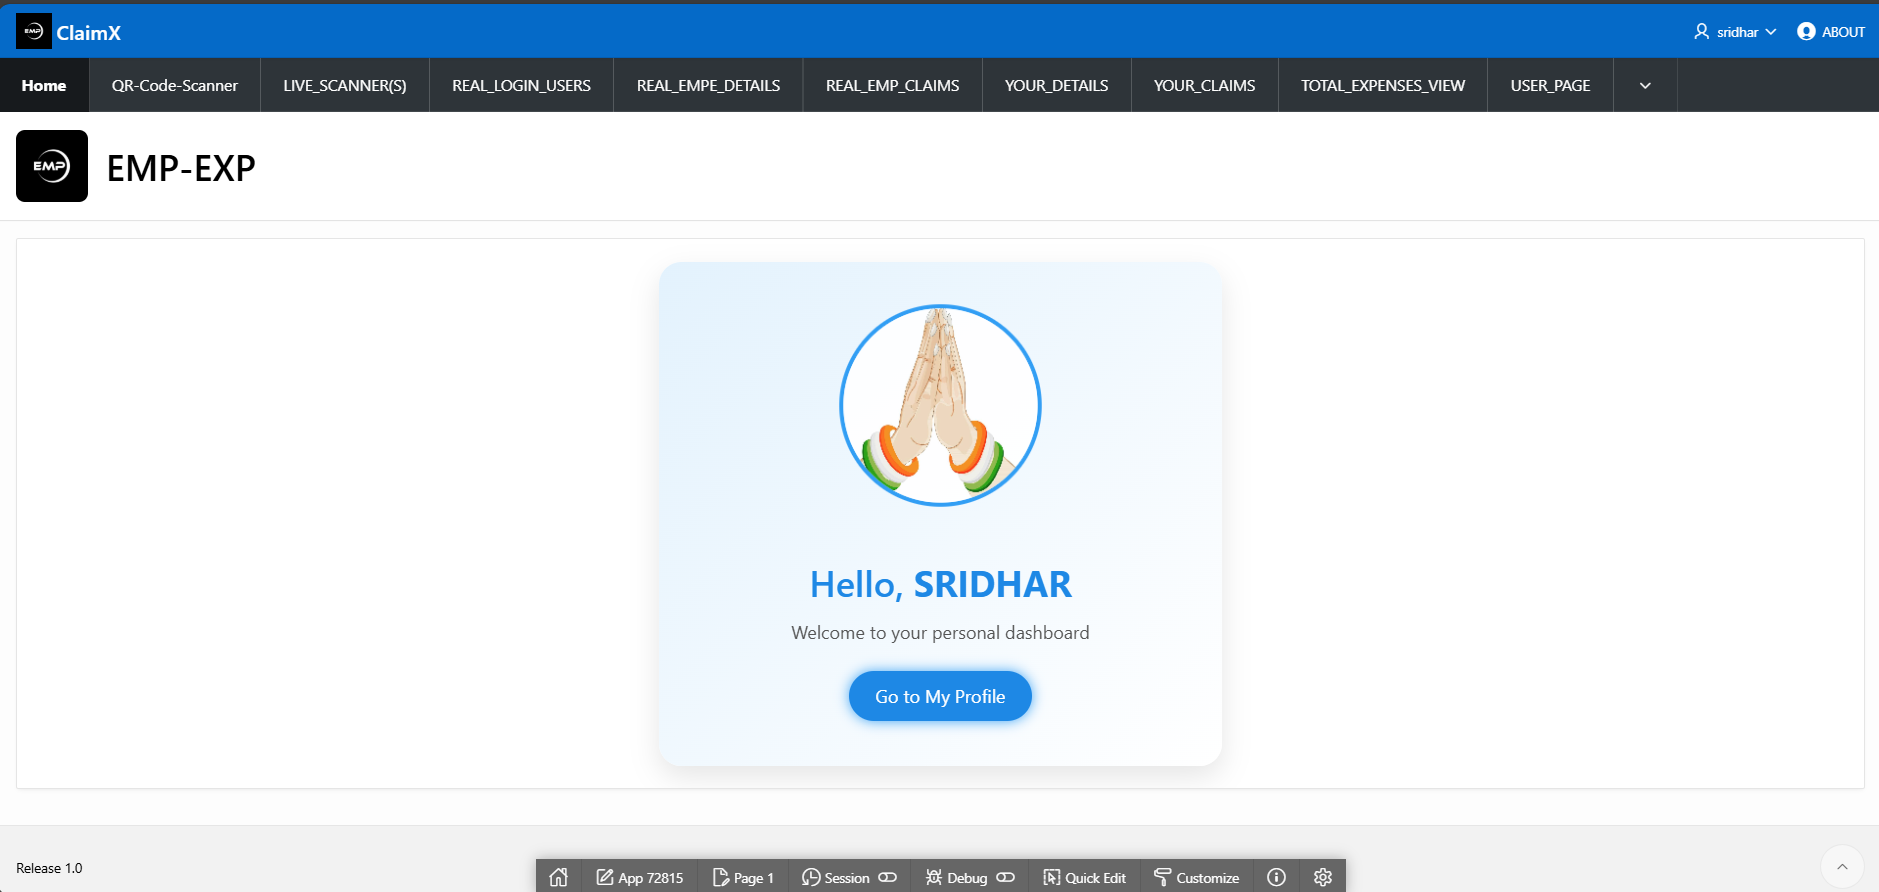 EMP ClaimX
sridhar ABOUT
Home QR-Code-Scanner LIVE_SCANNER(S) REAL_LOGIN_USERS REAL_EMPE_DETAILS REAL_EMP_CLAIMS YOUR_DETAILS YOUR_CLAIMS TOTAL_EXPENSES_VIEW USER_PAGE
EMP EMP-EXP
Hello, SRIDHAR
Welcome to your personal dashboard
Go to My Profile
Release 1.0
App 72815 Page 1 Session Debug Quick Edit Customize